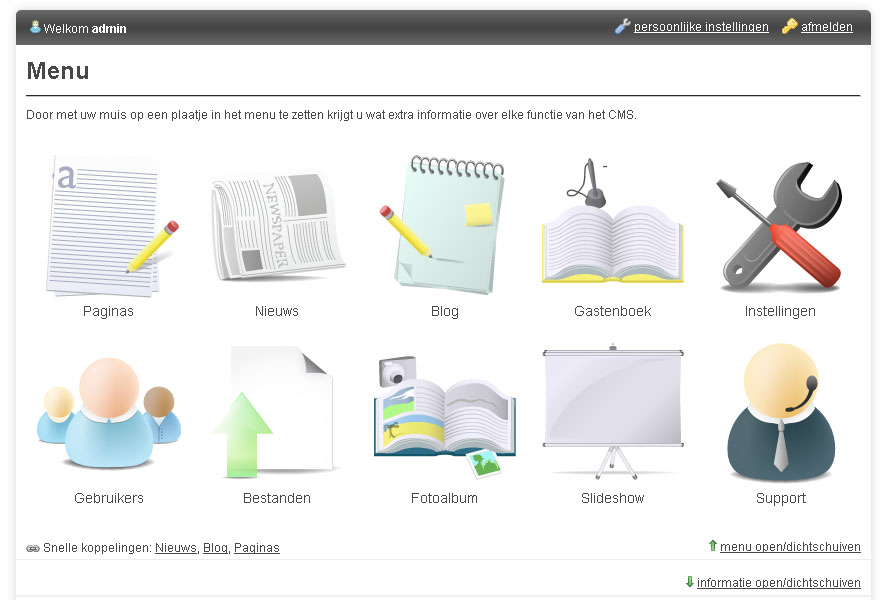 Welkom admin
persoonlijke instellingen afmelden
Menu
Door met uw muis op een plaatje in het menu te zetten krijgt u wat extra informatie over elke functie van het CMS.
a
NEWSPAPER
Paginas Nieuws Blog Gastenboek Instellingen
Gebruikers Bestanden Fotoalbum Slideshow Support
Snelle koppelingen: Nieuws, Blog, Paginas
menu open/dichtschuiven
informatie open/dichtschuiven